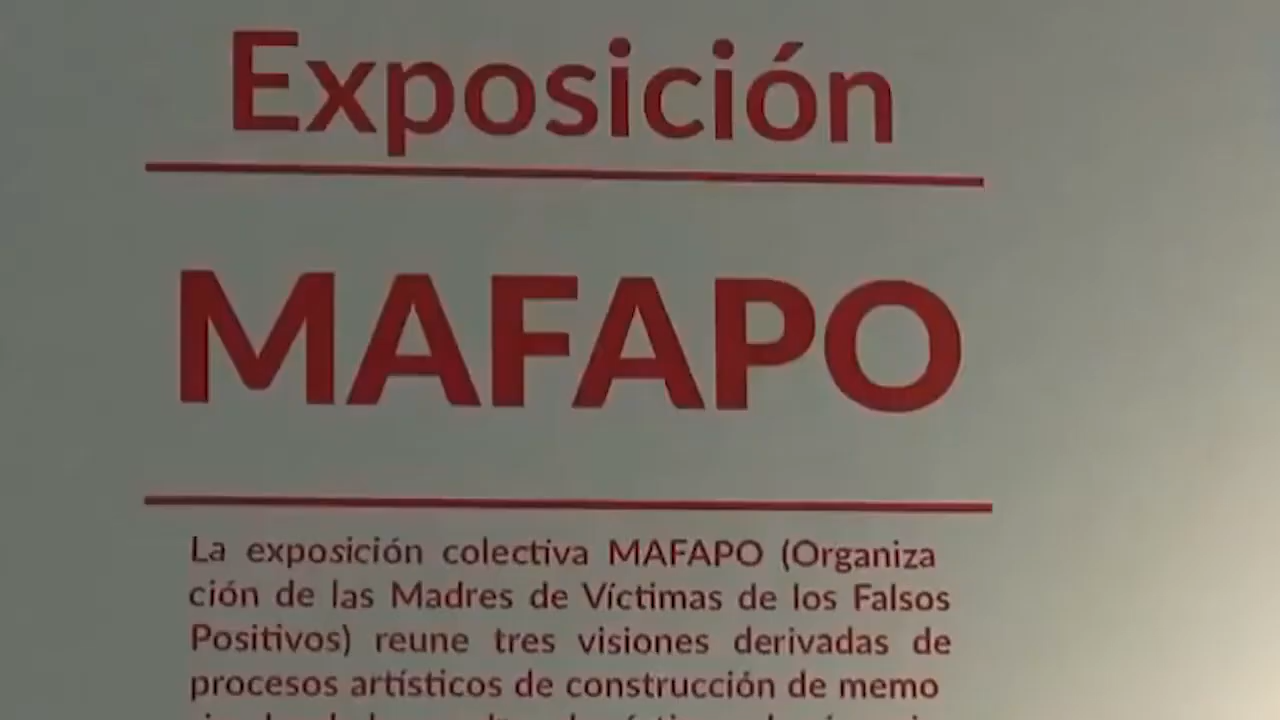 Exposición
MAFAPO
La exposición colectiva MAFAPO (Organiza
ción de las Madres de Víctimas de los Falsos
Positivos) reune tres visiones derivadas de
procesos artísticos de construcción de memo